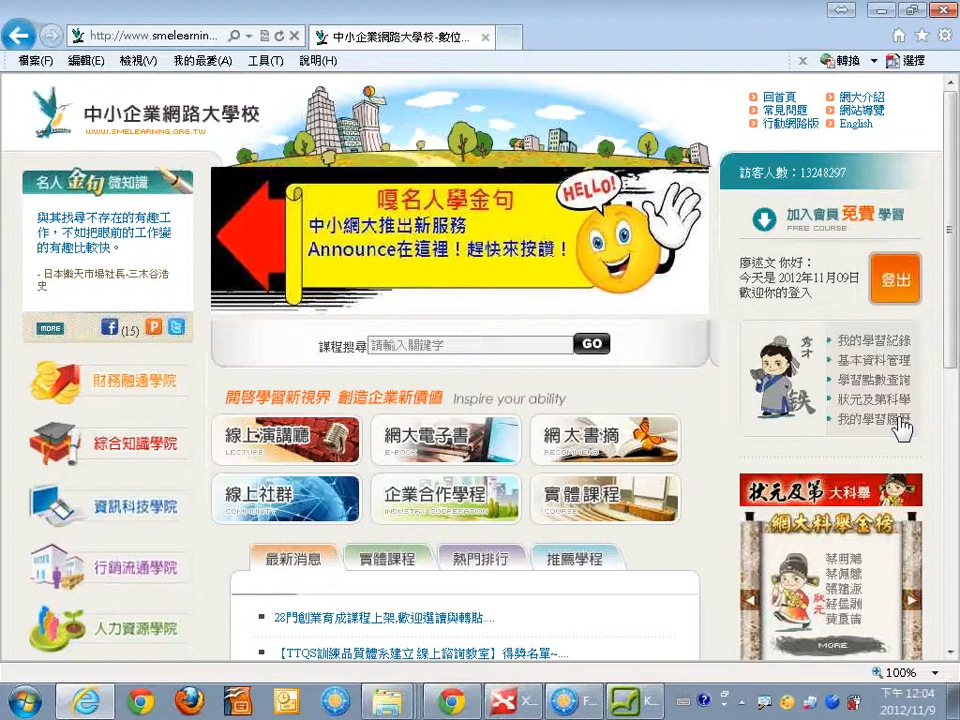 http://www.smelearnin...
中小企業網路大學校-數位...
檔案(F) 編輯(E) 檢視(V) 我的最愛(A) 工具(T) 說明(H)
轉換 選擇
中小企業網路大學校
WWW.SMELEARNING.ORG.TW
回首頁 網大介紹
常見問題 網站導覽
行動網路版 English
名人金句微知識
與其找尋不存在的有趣工
作，不如把眼前的工作變
的有趣比較快。
- 日本樂天市場社長-三木谷浩
史
MORE (15)
嘎名人學金句
HELLO!
中小網大推出新服務
Announce在這裡！趕快來按讚！
訪客人數：13248297
加入會員 免費 學習
FREE COURSE
廖述文 你好：
今天是 2012年11月09日
歡迎你的登入
登出
課程搜尋 請輸入關鍵字 GO
秀才
我的學習紀錄
基本資料管理
學習點數查詢
狀元及第科舉
我的學習履歷
財務融通學院
綜合知識學院
資訊科技學院
行銷流通學院
人力資源學院
開啓學習新視界 創造企業新價值 Inspire your ability
線上演講廳 網大電子書 網大書摘
LECTURE E-BOOK RECOMMEND
線上社群 企業合作學程 實體課程
COMMUNITY INDUSTRY COOPERATION COURSE
狀元及第 大科舉
網大科舉金榜
狀元
MORE
最新消息 實體課程 熱門排行 推薦學程
28門創業育成課程上架,歡迎選讀與轉貼....
【TTQS訓練品質體系建立 線上諮詢教室】得獎名單~....
100%
X...
F...
K...
下午 12:04
2012/11/9